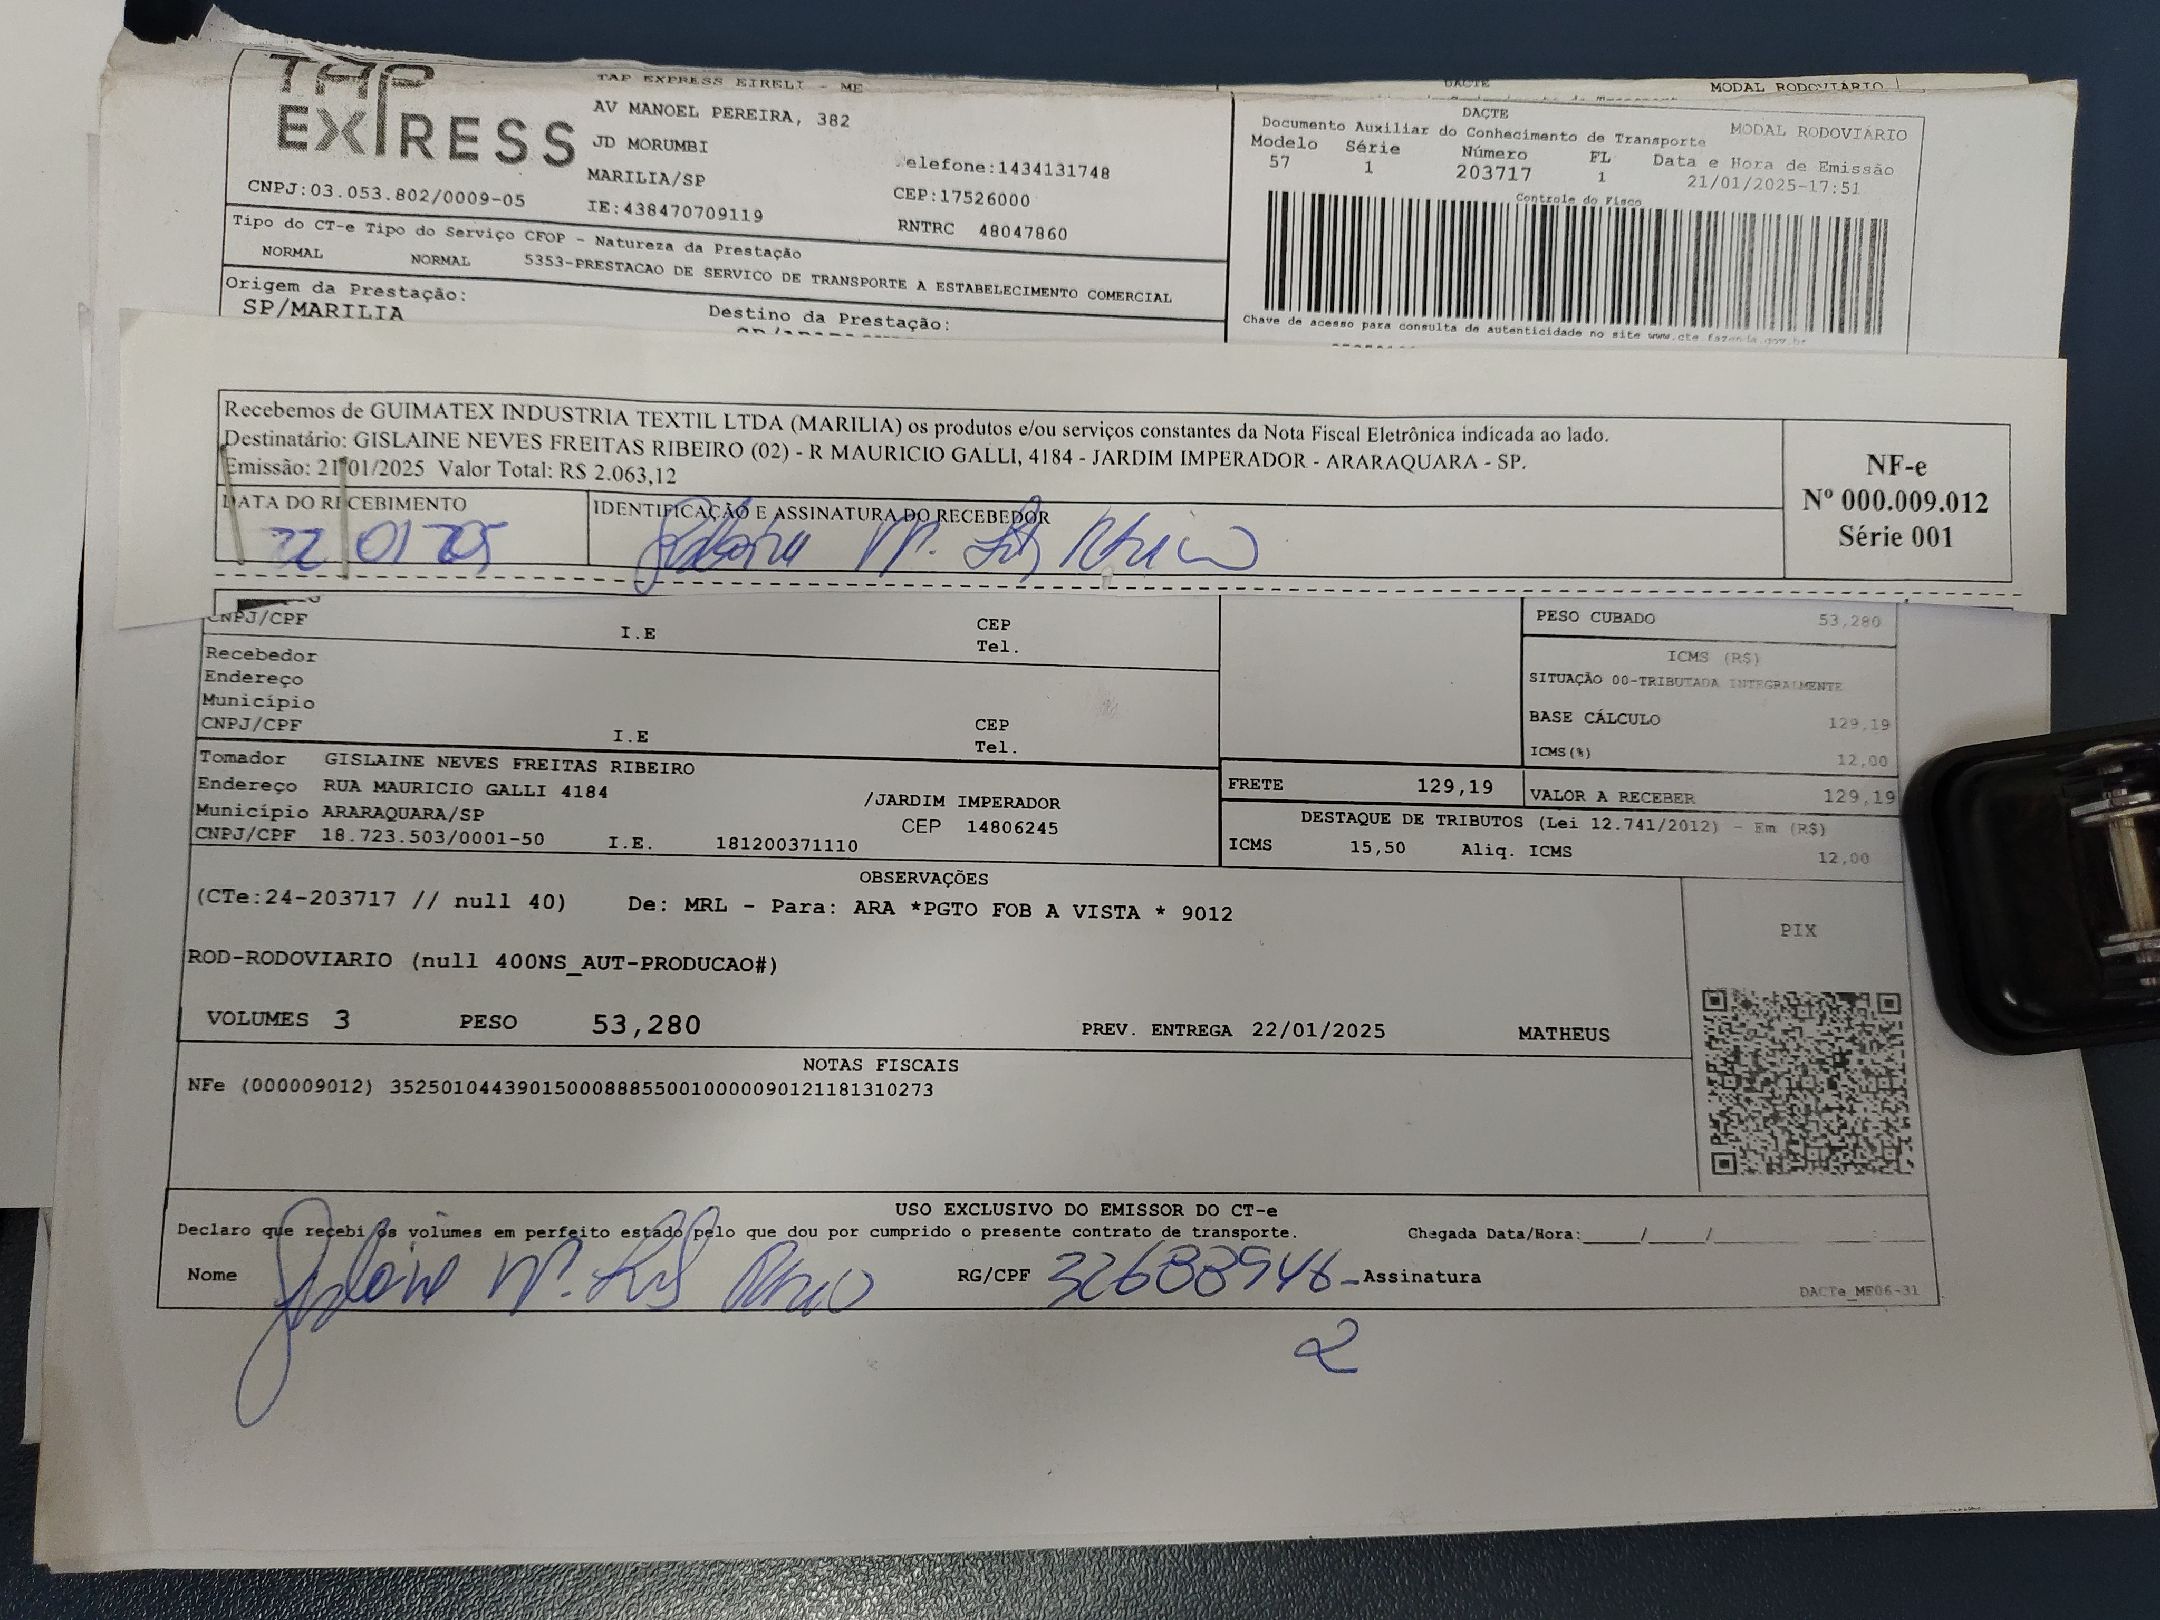 TAP EXPRESS
TAP EXPRESS EIRELI - ME
AV MANOEL PEREIRA, 382
JD MORUMBI
MARILIA/SP
Telefone:1434131748
CEP:17526000
CNPJ:03.053.802/0009-05
IE:438470709119
RNTRC 48047860
Tipo do CT-e Tipo do Serviço CFOP - Natureza da Prestação
NORMAL NORMAL 5353-PRESTACAO DE SERVICO DE TRANSPORTE A ESTABELECIMENTO COMERCIAL
Origem da Prestação:
SP/MARILIA
Destino da Prestação:
DACTE
MODAL RODOVIÁRIO
DACTE
Documento Auxiliar do Conhecimento de Transporte
MODAL RODOVIÁRIO
Modelo Série Número FL Data e Hora de Emissão
57 1 203717 1 21/01/2025-17:51
Controle do Fisco
Chave de acesso para consulta de autenticidade no site www.cte.fazenda.gov.br
Recebemos de GUIMATEX INDUSTRIA TEXTIL LTDA (MARILIA) os produtos e/ou serviços constantes da Nota Fiscal Eletrônica indicada ao lado.
Destinatário: GISLAINE NEVES FREITAS RIBEIRO (02) - R MAURICIO GALLI, 4184 - JARDIM IMPERADOR - ARARAQUARA - SP.
Emissão: 21/01/2025 Valor Total: R$ 2.063,12
DATA DO RECEBIMENTO
22 01 25
IDENTIFICAÇÃO E ASSINATURA DO RECEBEDOR
NF-e
Nº 000.009.012
Série 001
CNPJ/CPF I.E CEP
Tel.
Recebedor
Endereço
Município
CNPJ/CPF I.E CEP
Tel.
PESO CUBADO 53,280
ICMS (R$)
SITUAÇÃO 00-TRIBUTADA INTEGRALMENTE
BASE CÁLCULO 129,19
ICMS(%) 12,00
Tomador GISLAINE NEVES FREITAS RIBEIRO
Endereço RUA MAURICIO GALLI 4184 /JARDIM IMPERADOR
Município ARARAQUARA/SP CEP 14806245
CNPJ/CPF 18.723.503/0001-50 I.E. 181200371110
FRETE 129,19 VALOR A RECEBER 129,19
DESTAQUE DE TRIBUTOS (Lei 12.741/2012) - Em (R$)
ICMS 15,50 Aliq. ICMS 12,00
OBSERVAÇÕES
(CTe:24-203717 // null 40) De: MRL - Para: ARA *PGTO FOB A VISTA * 9012
ROD-RODOVIARIO (null 400NS_AUT-PRODUCAO#)
PIX
VOLUMES 3 PESO 53,280 PREV. ENTREGA 22/01/2025 MATHEUS
NOTAS FISCAIS
NFe (000009012) 35250104439015000888550010000090121181310273
USO EXCLUSIVO DO EMISSOR DO CT-e
Declaro que recebi os volumes em perfeito estado pelo que dou por cumprido o presente contrato de transporte.
Chegada Data/Hora:____/____/____ ____:____
Nome RG/CPF 32688946-2 Assinatura
DACTe_MF06-31